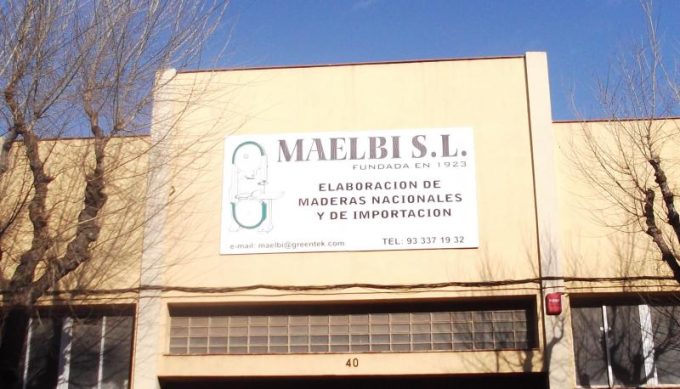 MAELBI S.L.
FUNDADA EN 1923
ELABORACION DE
MADERAS NACIONALES
Y DE IMPORTACION
e-mail: maelbi@greentek.com TEL: 93 337 19 32
40